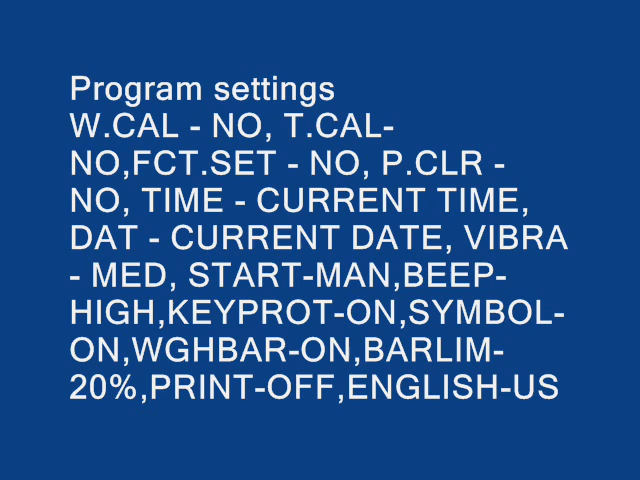 Program settings
W.CAL - NO, T.CAL-
NO,FCT.SET - NO, P.CLR -
NO, TIME - CURRENT TIME,
DAT - CURRENT DATE, VIBRA
- MED, START-MAN,BEEP-
HIGH,KEYPROT-ON,SYMBOL-
ON,WGHBAR-ON,BARLIM-
20%,PRINT-OFF,ENGLISH-US